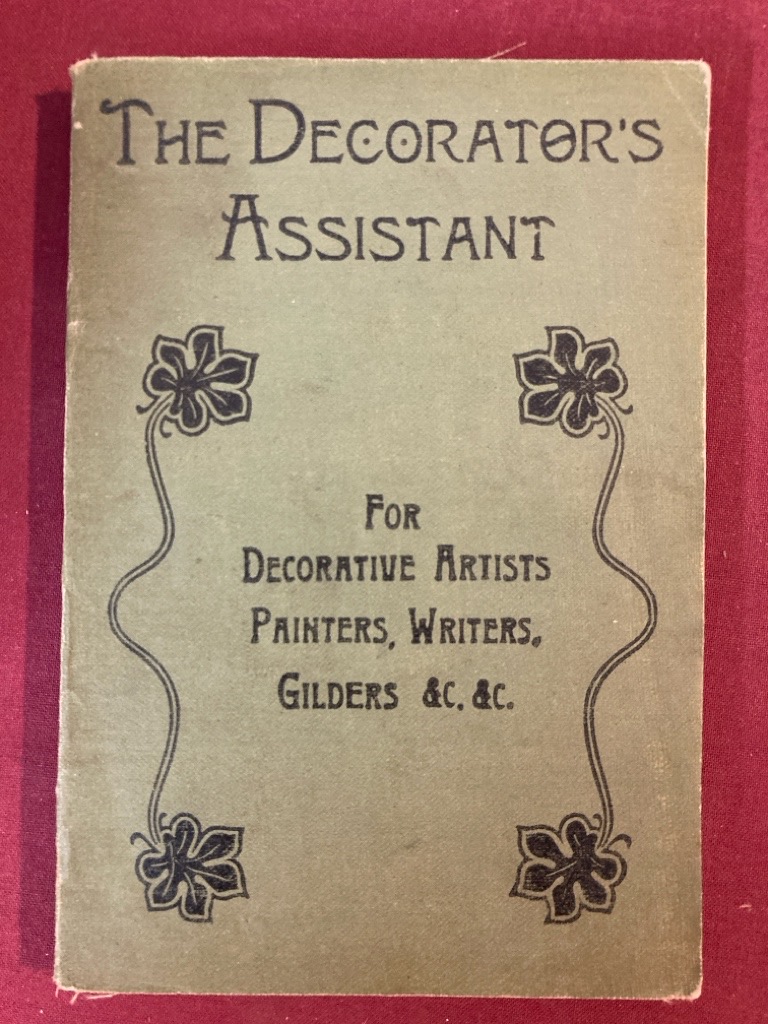 The Decorator's
Assistant
For
Decorative Artists
Painters, Writers,
Gilders &c. &c.